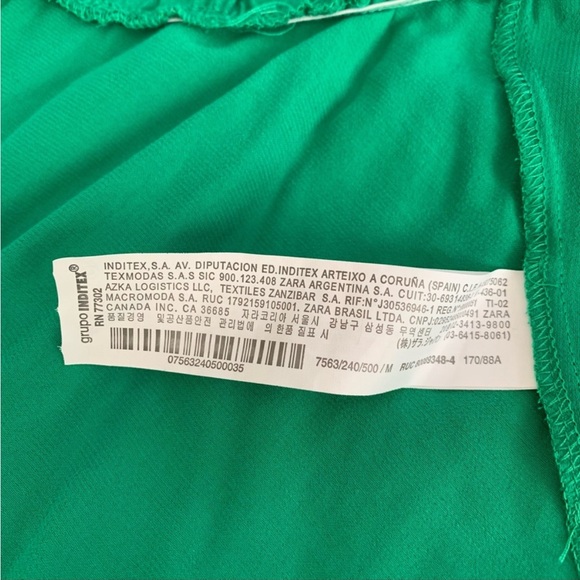 grupo INDITEX®
RN 77302
INDITEX,S.A. AV. DIPUTACION ED.INDITEX ARTEIXO A CORUÑA (SPAIN)
TEXMODAS S.A.S SIC 900.123.408 ZARA ARGENTINA S.A. CUIT:
AZKA LOGISTICS LLC, TEXTILES ZANZIBAR S.A. RIF:N°J30536946-1 T1-02
MACROMODA S.A. RUC 1792159105001. ZARA BRASIL LTDA. ZARA
CANADA INC. CA 36685 자라코리아 서울시 강남구 삼성동
품질경영 및공산품안전 관리법에 의한품질표시
07563240500035
7563/240/500/M 170/88A